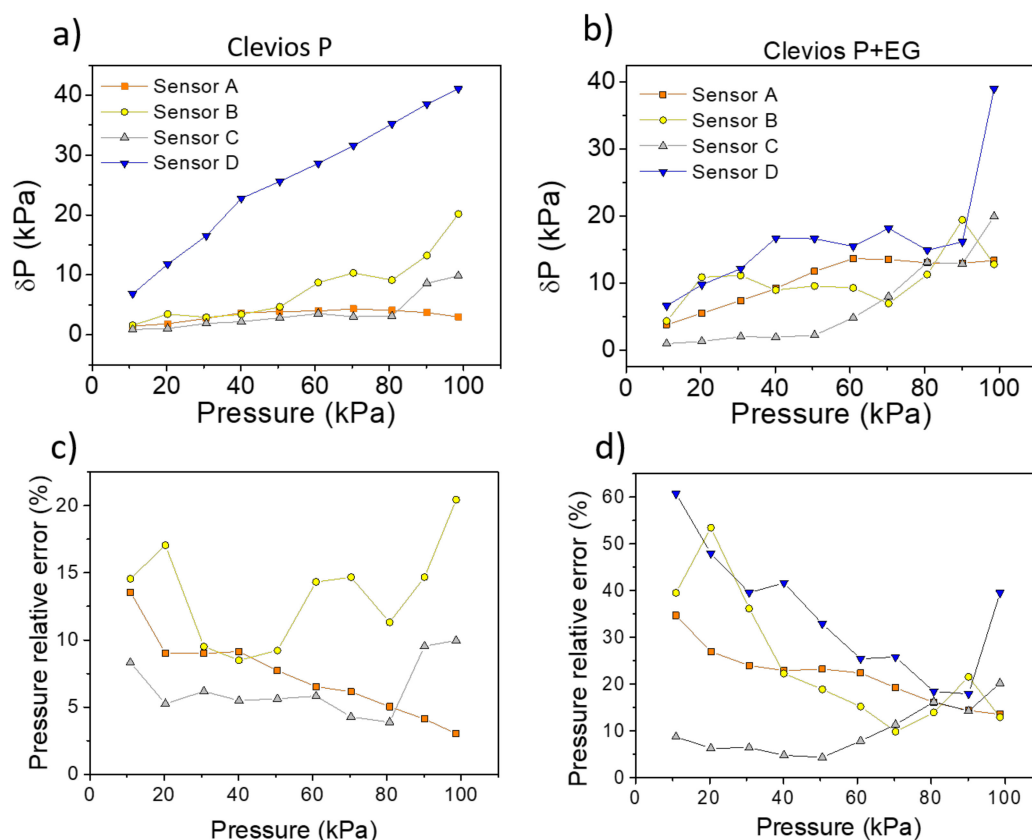 a)
Clevios P
Sensor A
Sensor B
Sensor C
Sensor D
40
30
20
10
0
δP (kPa)
0 20 40 60 80 100
Pressure (kPa)
b)
Clevios P+EG
Sensor A
Sensor B
Sensor C
Sensor D
40
30
20
10
0
δP (kPa)
0 20 40 60 80 100
Pressure (kPa)
c)
20
15
10
5
0
Pressure relative error (%)
0 20 40 60 80 100
Pressure (kPa)
d)
60
50
40
30
20
10
0
Pressure relative error (%)
0 20 40 60 80 100
Pressure (kPa)